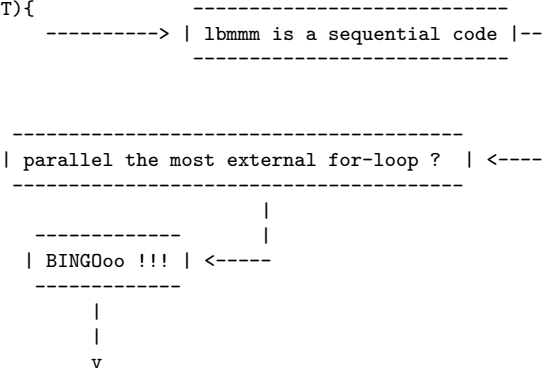 T){
----------> | lbmmm is a sequential code |--
| parallel the most external for-loop ? | <----
| BINGOoo !!! | <-----
|
|
v